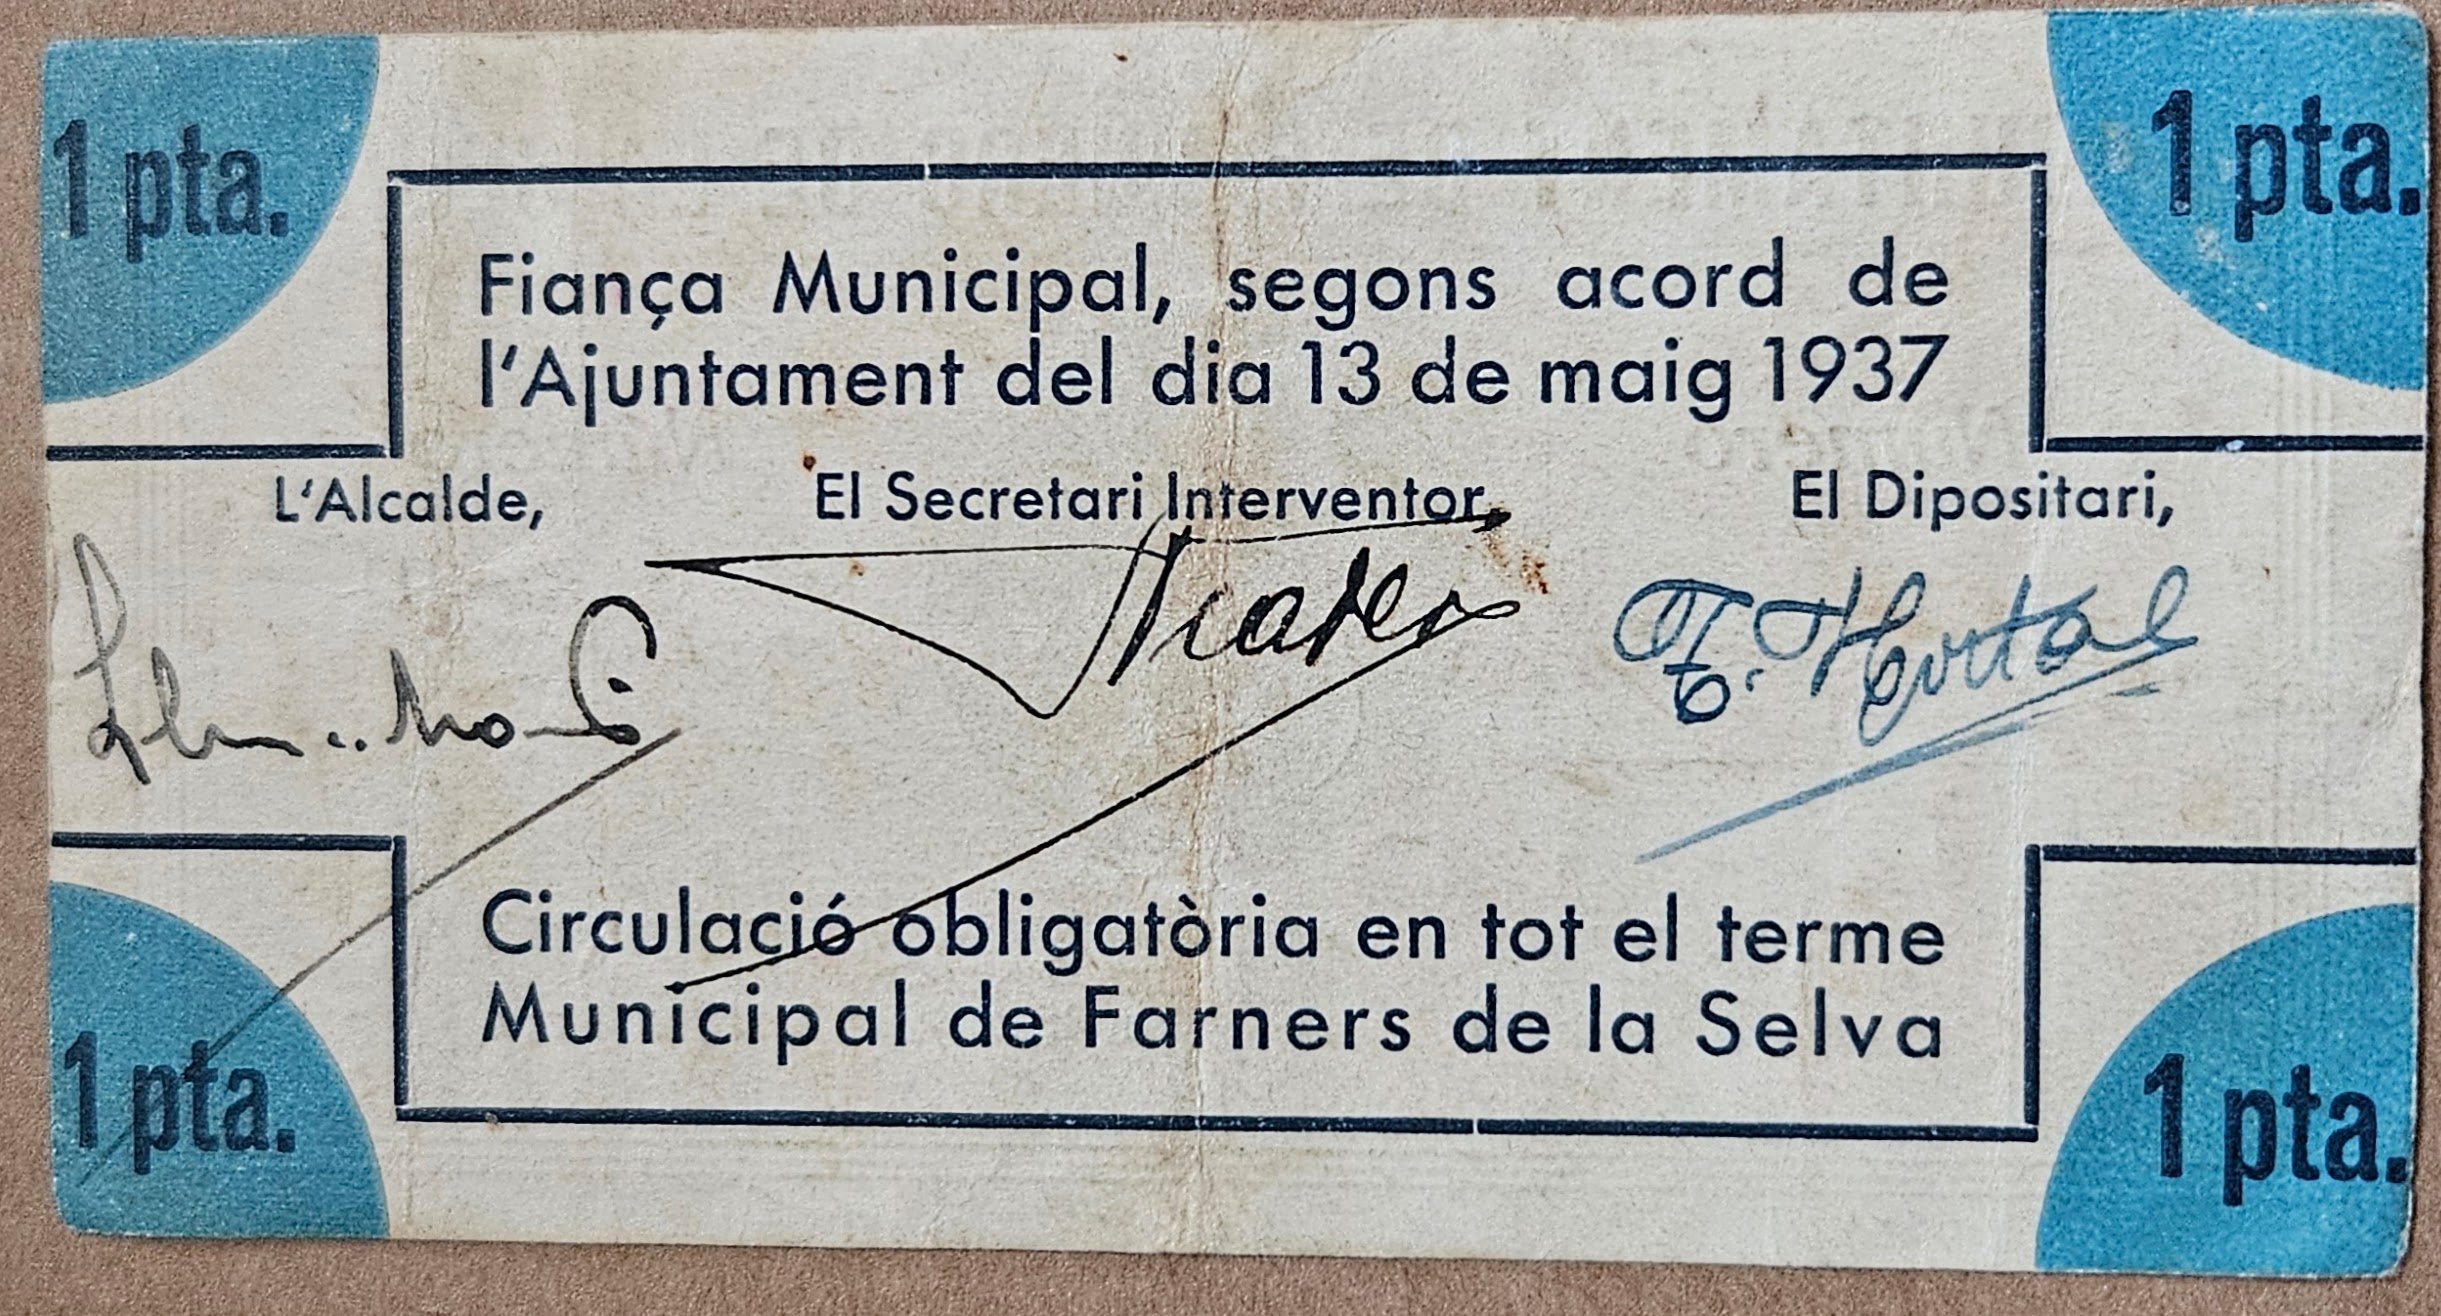 1 pta. 1 pta.
Fiança Municipal, segons acord de
l'Ajuntament del dia 13 de maig 1937
L'Alcalde, El Secretari Interventor, El Dipositari,
Hortal
Circulació obligatòria en tot el terme
Municipal de Farners de la Selva
1 pta. 1 pta.